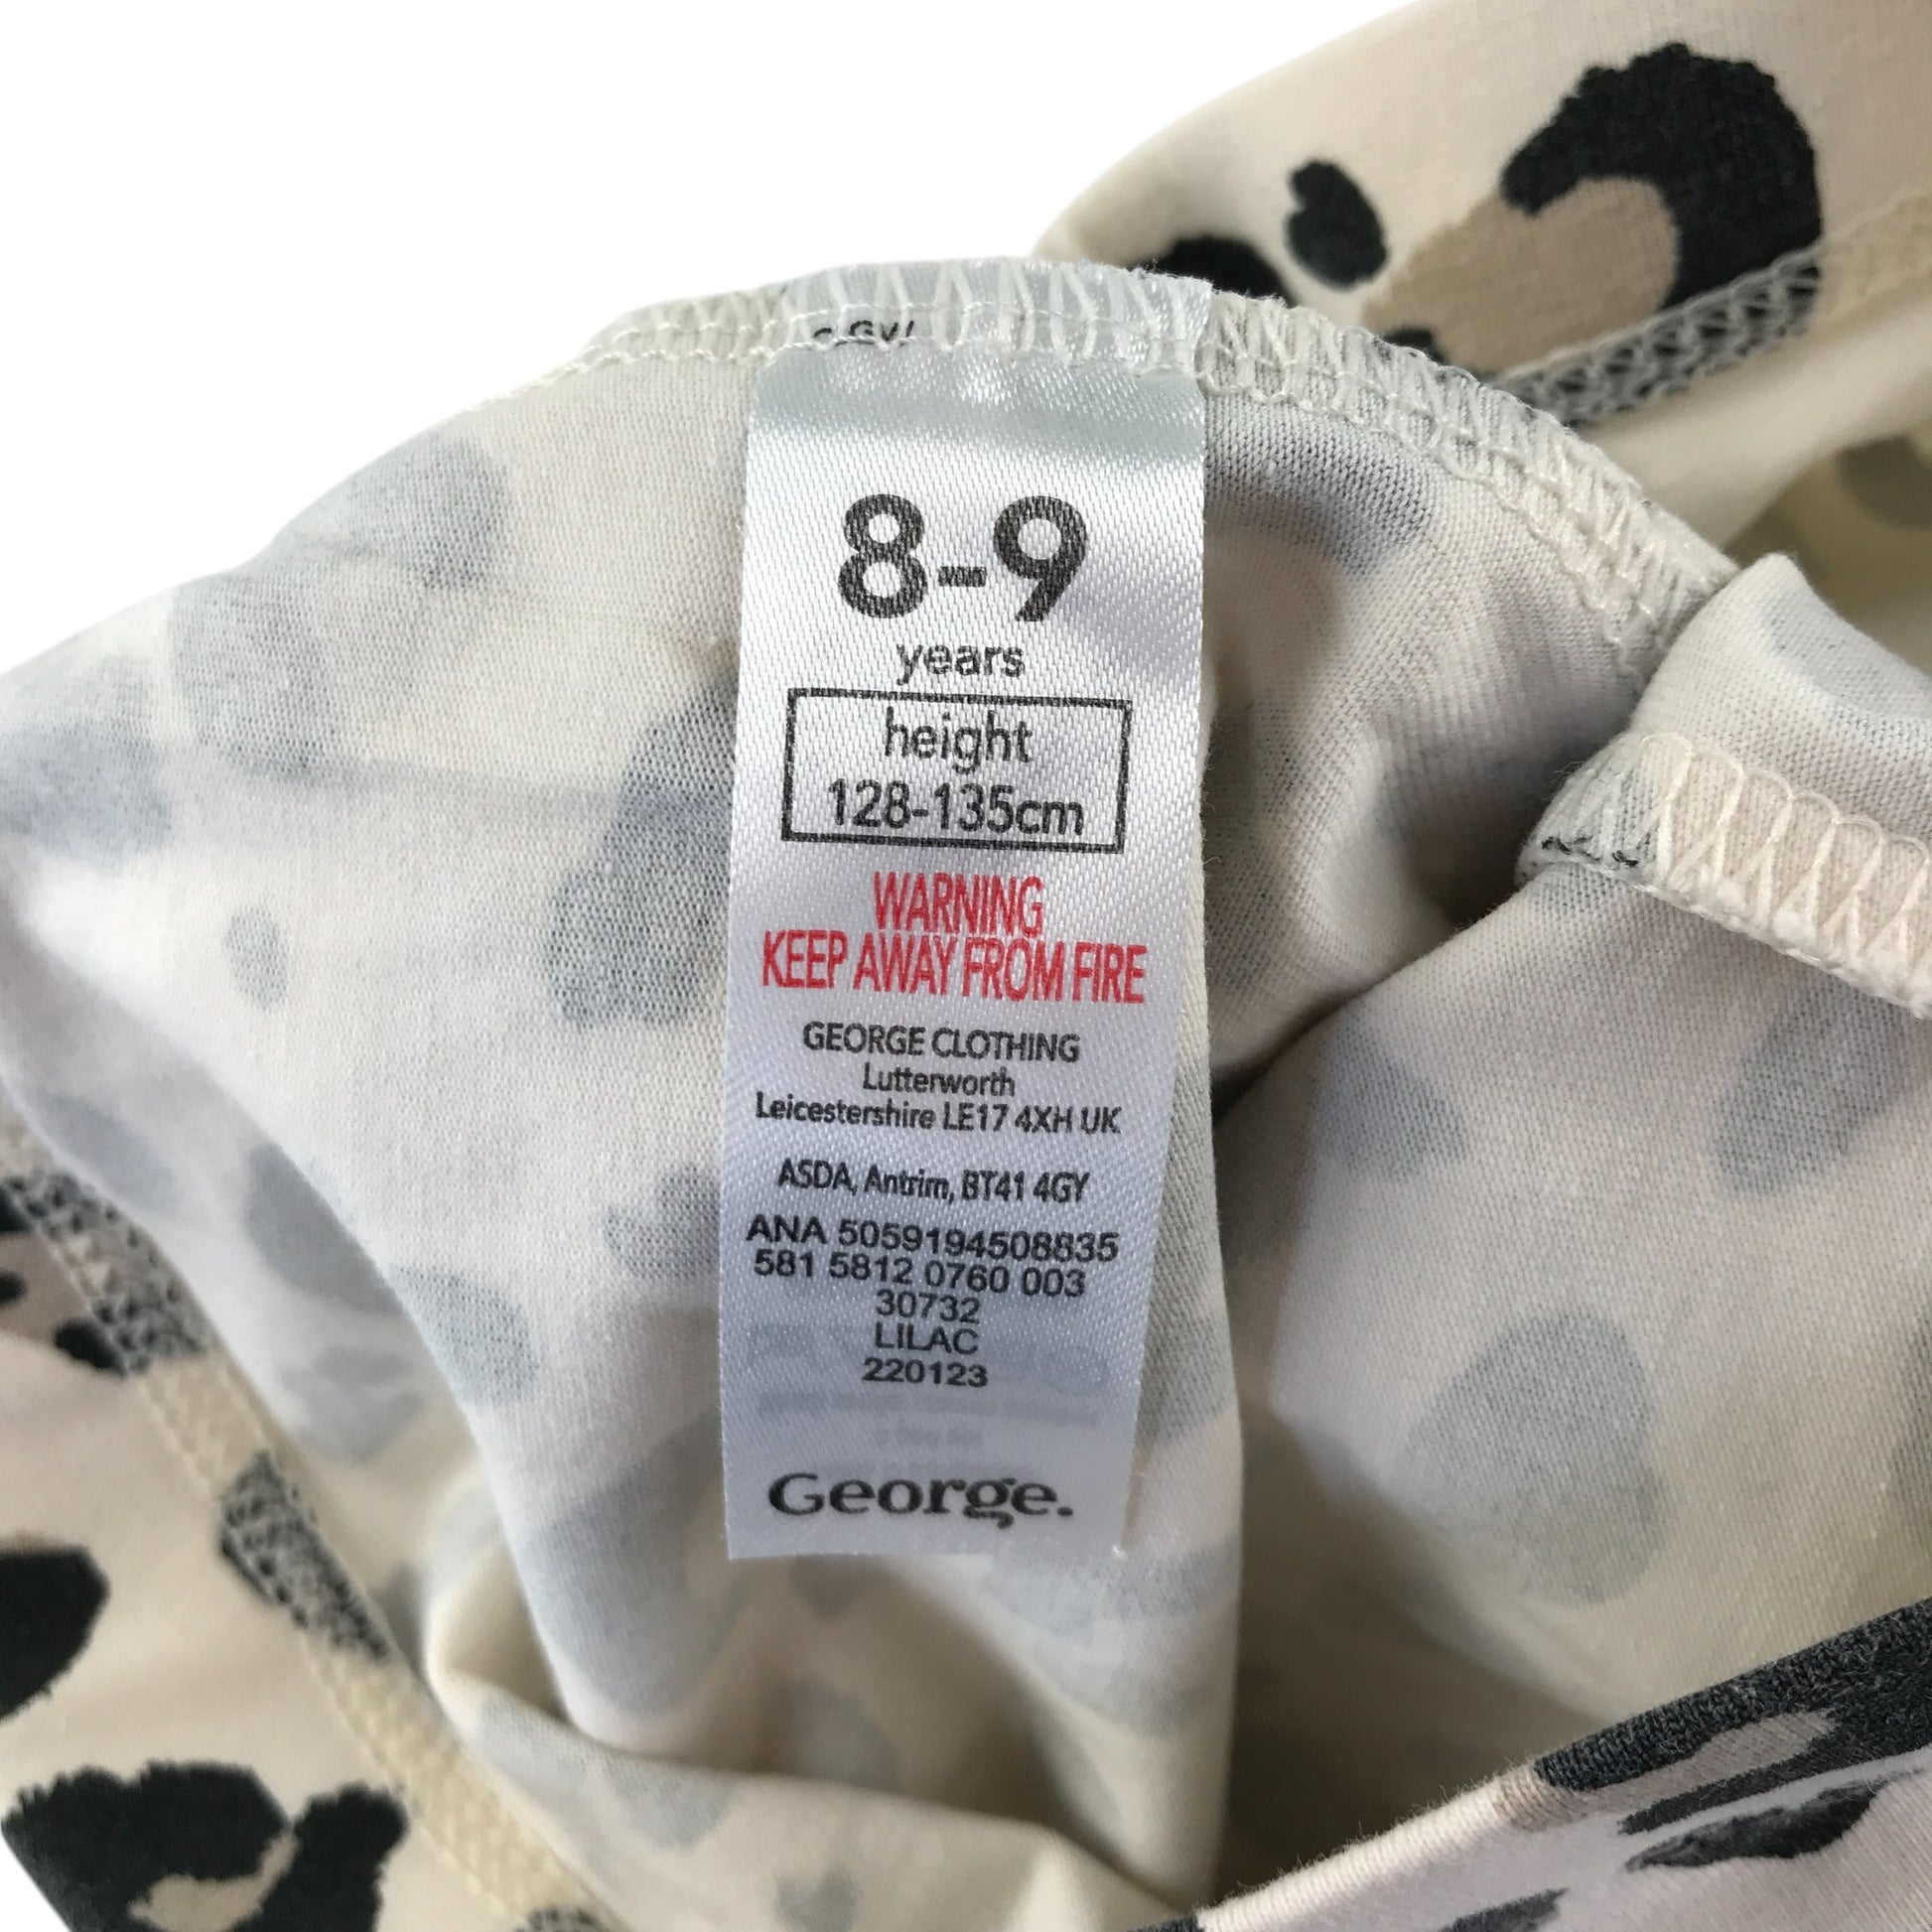 8-9
years
height
128-135cm
WARNING
KEEP AWAY FROM FIRE
GEORGE CLOTHING
Lutterworth
Leicestershire LE17 4XH UK
ASDA, Antrim, BT41 4GY
ANA 5059194508835
581 5812 0760 003
30732
LILAC
220123
George.